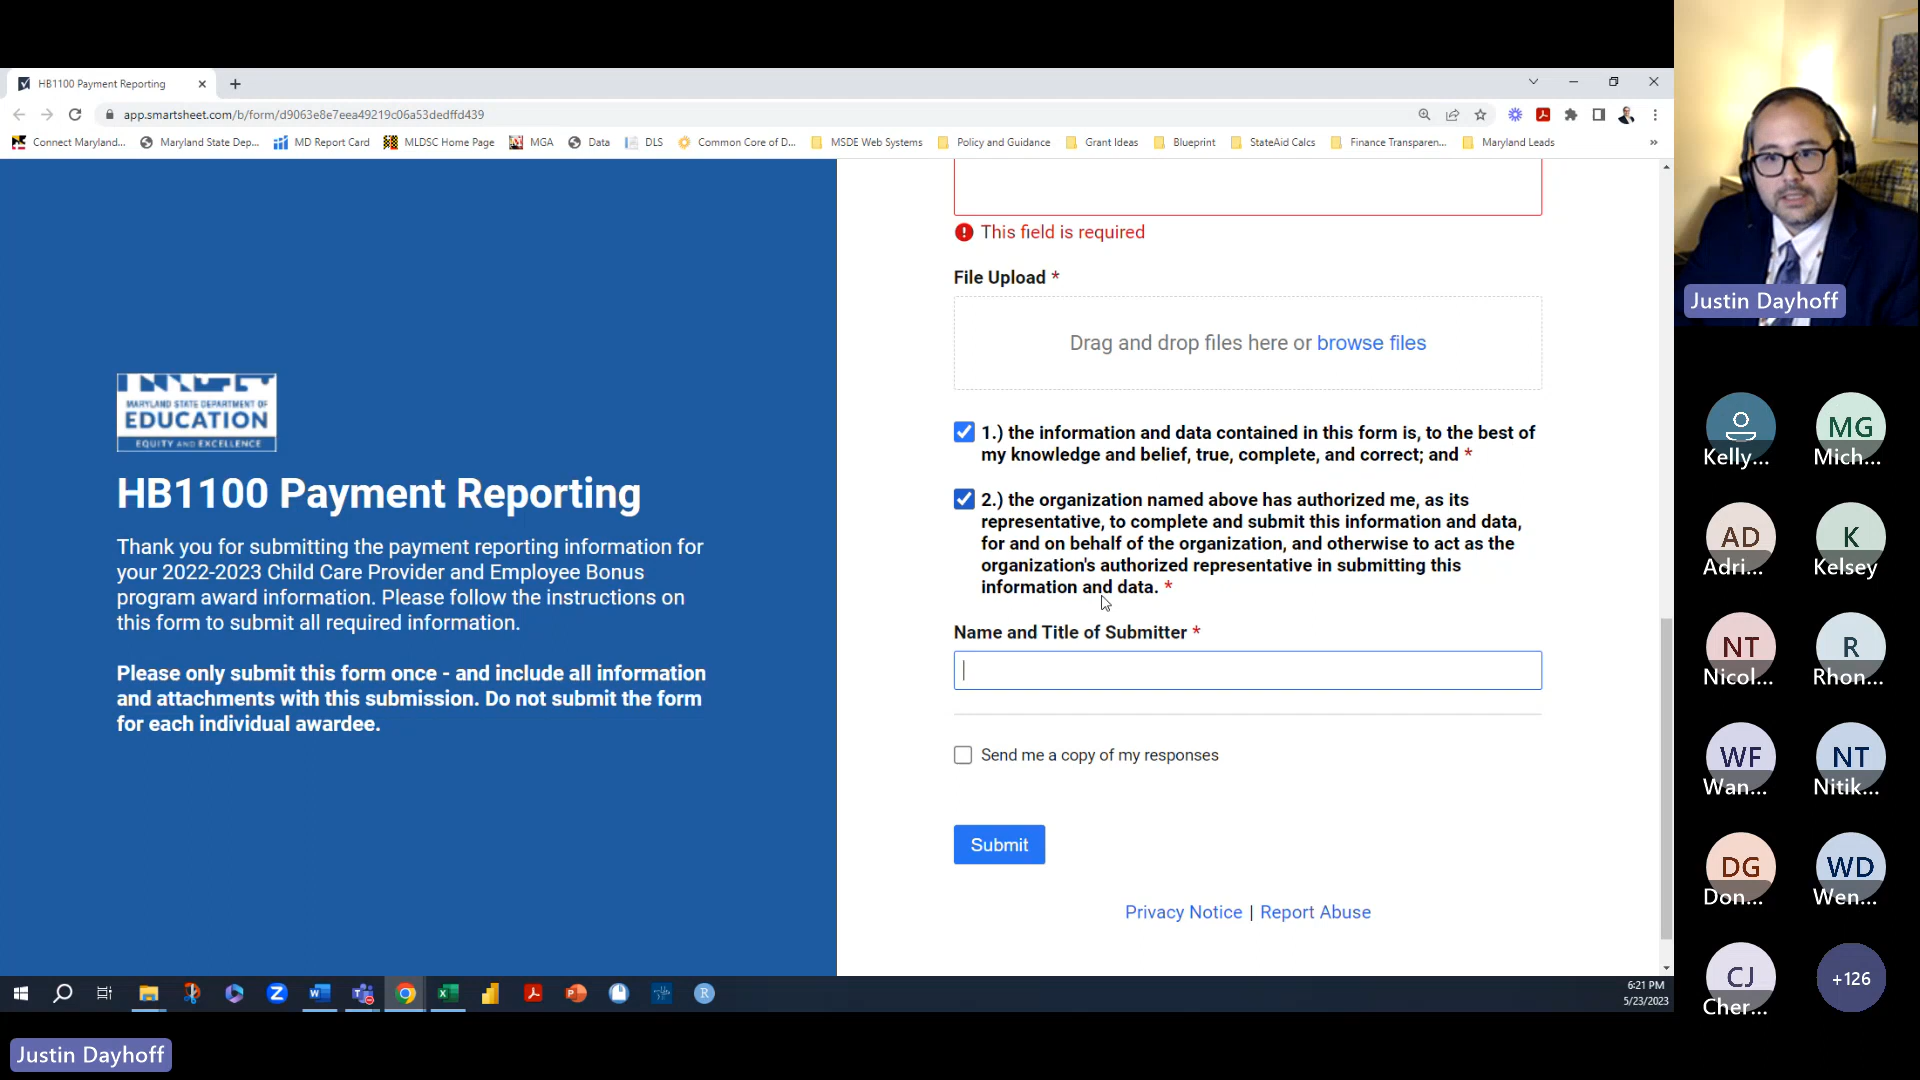 HB1100 Payment Reporting
app.smartsheet.com/b/form/d9063e8e7eea49219c06a53dedffd439
Connect Maryland...
Maryland State Dep...
MD Report Card
MLDSC Home Page
MGA
Data
DLS
Common Core of D...
MSDE Web Systems
Policy and Guidance
Grant Ideas
Blueprint
StateAid Calcs
Finance Transparen...
Maryland Leads
MARYLAND STATE DEPARTMENT OF
EDUCATION
EQUITY AND EXCELLENCE
HB1100 Payment Reporting
Thank you for submitting the payment reporting information for
your 2022-2023 Child Care Provider and Employee Bonus
program award information. Please follow the instructions on
this form to submit all required information.
Please only submit this form once - and include all information
and attachments with this submission. Do not submit the form
for each individual awardee.
This field is required
File Upload *
Drag and drop files here or browse files
1.) the information and data contained in this form is, to the best of
my knowledge and belief, true, complete, and correct; and *
2.) the organization named above has authorized me, as its
representative, to complete and submit this information and data,
for and on behalf of the organization, and otherwise to act as the
organization's authorized representative in submitting this
information and data. *
Name and Title of Submitter *
Send me a copy of my responses
Submit
Privacy Notice | Report Abuse
6:21 PM
5/23/2023
Justin Dayhoff
Kelly...
MG
Mich...
AD
Adri...
K
Kelsey
NT
Nicol...
R
Rhon...
WF
Wan...
NT
Nitik...
DG
Don...
WD
Wen...
CJ
Cher...
+126
Justin Dayhoff